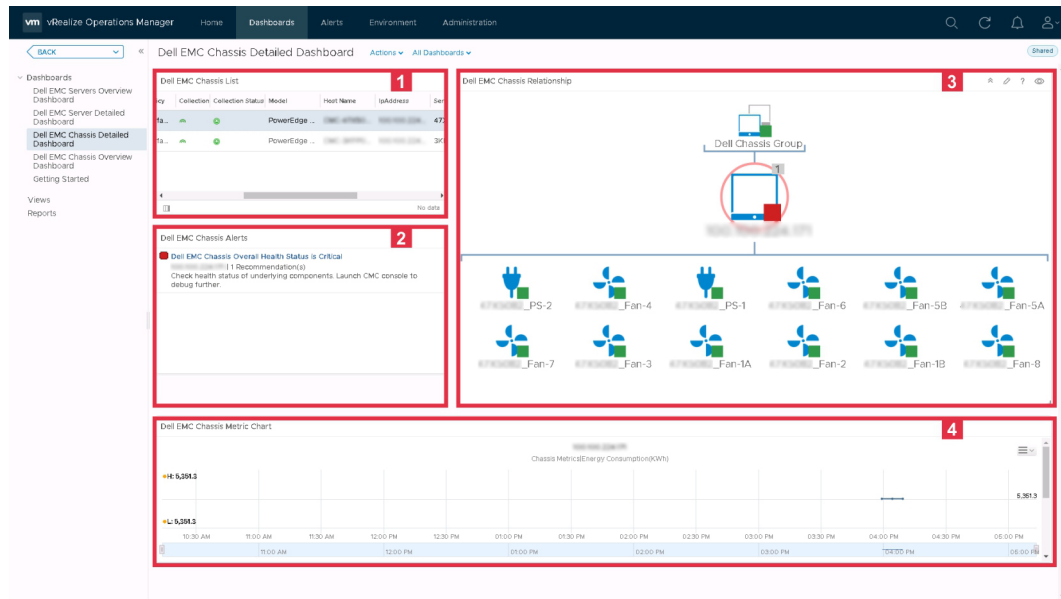 vm vRealize Operations Manager Home Dashboards Alerts Environment Administration
BACK
Dell EMC Chassis Detailed Dashboard Actions All Dashboards Shared
Dashboards
Dell EMC Servers Overview
Dashboard
Dell EMC Server Detailed
Dashboard
Dell EMC Chassis Detailed
Dashboard
Dell EMC Chassis Overview
Dashboard
Getting Started
Views
Reports
Dell EMC Chassis List 1
icy Collection Collection Status Model Host Name IpAddress Ser
fa... PowerEdge ... 47
fa... PowerEdge ... 3K
No data
Dell EMC Chassis Alerts 2
Dell EMC Chassis Overall Health Status is Critical
| 1 Recommendation(s)
Check health status of underlying components. Launch CMC console to
debug further.
Dell EMC Chassis Relationship 3 ?
Dell Chassis Group
1
_PS-2 _Fan-4 _PS-1 _Fan-6 _Fan-5B _Fan-5A
_Fan-7 _Fan-3 _Fan-1A _Fan-2 _Fan-1B _Fan-8
Dell EMC Chassis Metric Chart 4
Chassis Metrics|Energy Consumption(KWh)
H: 5,351.3
5,351.3
L: 5,351.3
10:30 AM 11:00 AM 11:30 AM 12:00 PM 12:30 PM 01:00 PM 01:30 PM 02:00 PM 02:30 PM 03:00 PM 03:30 PM 04:00 PM 04:30 PM 05:00 PM
11:00 AM 12:00 PM 01:00 PM 02:00 PM 03:00 PM 04:00 PM 05:00 PM